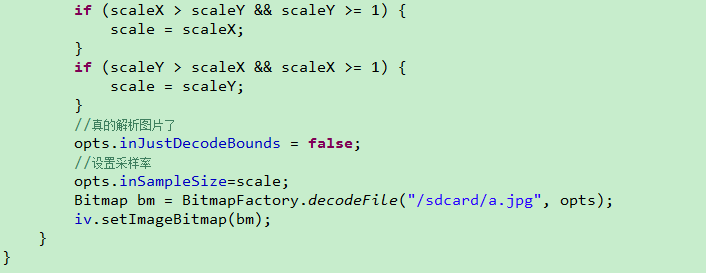 if (scaleX > scaleY && scaleY >= 1) {
scale = scaleX;
}
if (scaleY > scaleX && scaleX >= 1) {
scale = scaleY;
}
//真的解析图片了
opts.inJustDecodeBounds = false;
//设置采样率
opts.inSampleSize=scale;
Bitmap bm = BitmapFactory.decodeFile("/sdcard/a.jpg", opts);
iv.setImageBitmap(bm);
}
}